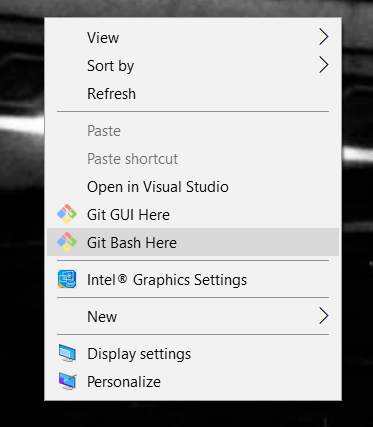 View
Sort by
Refresh
Paste
Paste shortcut
Open in Visual Studio
Git GUI Here
Git Bash Here
Intel® Graphics Settings
New
Display settings
Personalize